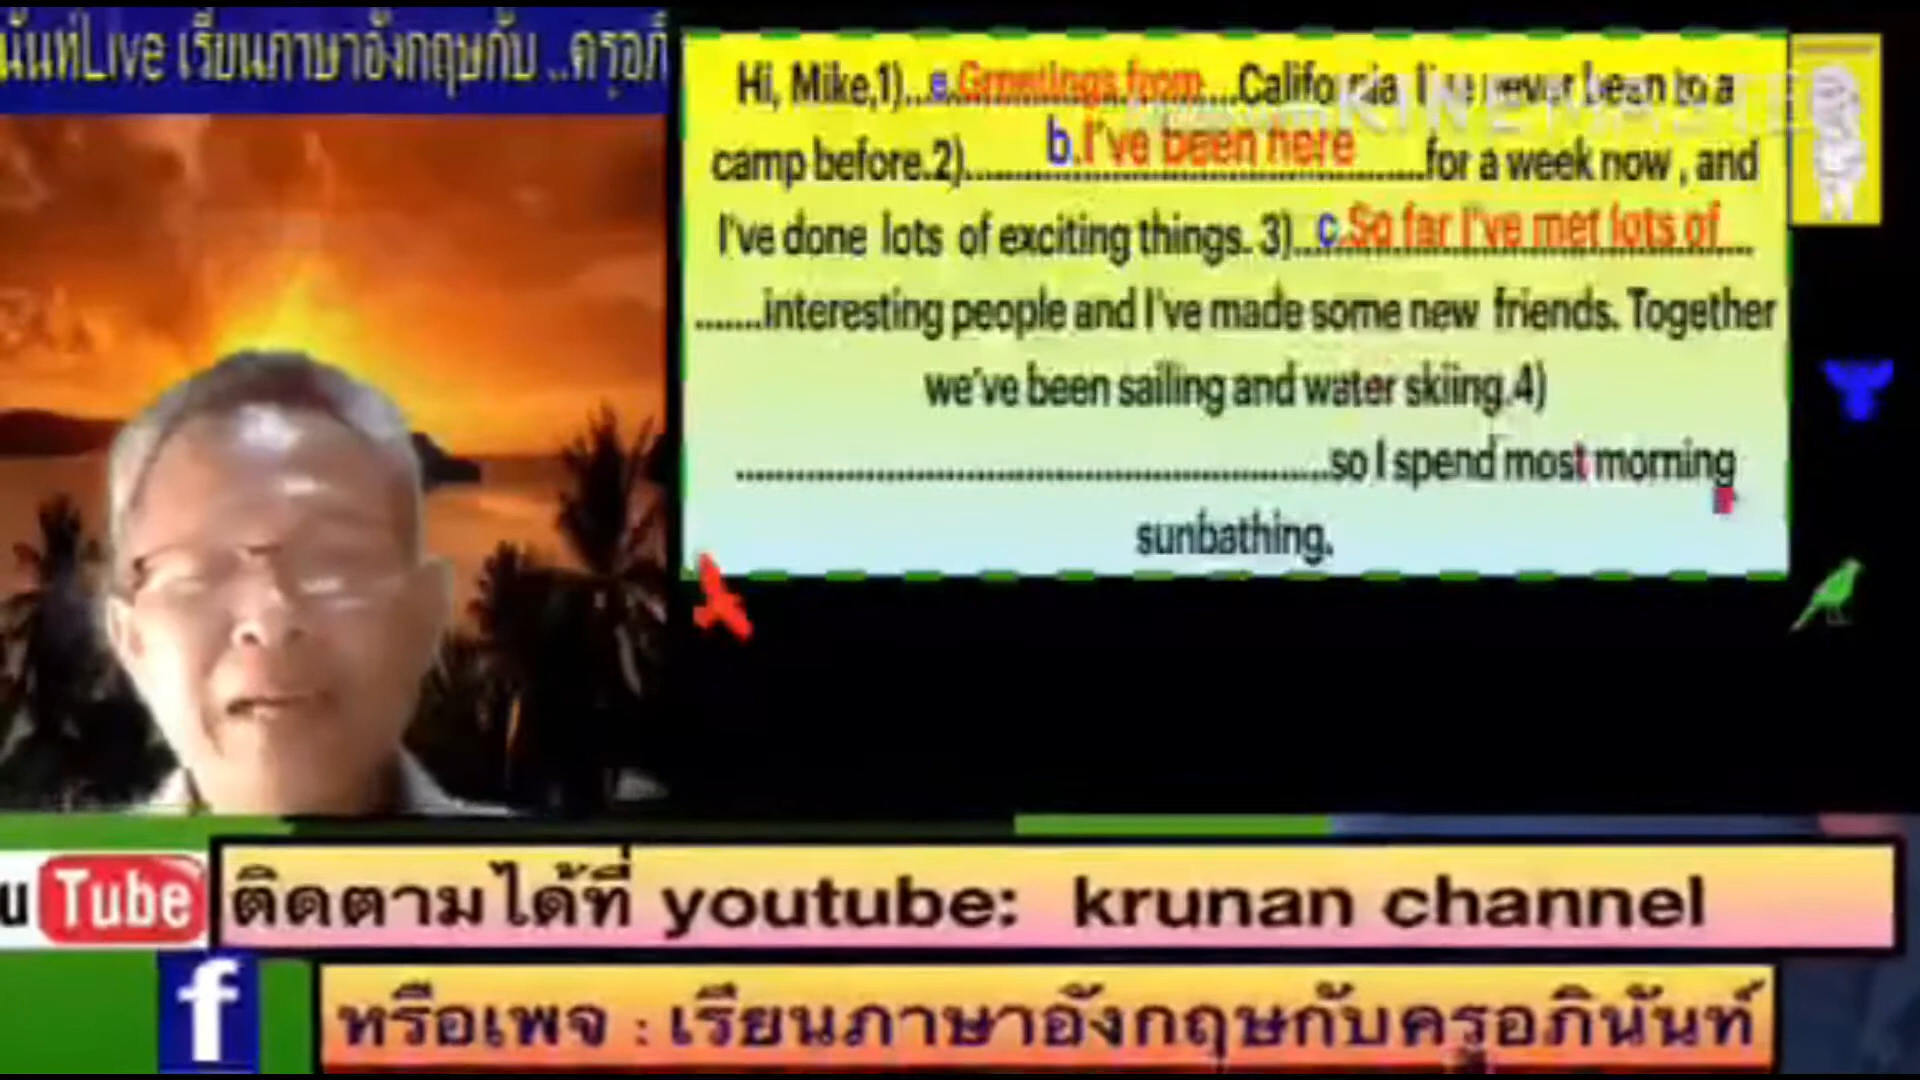 นันท์Live เรียนภาษาอังกฤษกับ ..ครูอภิ
Hi, Mike,1)...e.Greetings from....California I've never been to a
camp before.2)...b.I've been here...for a week now , and
I've done lots of exciting things. 3)...c.So far I've met lots of...
.......interesting people and I've made some new friends. Together
we've been sailing and water skiing.4)
............................................................so I spend most morning
sunbathing.
KINEMASTER
u Tube
ติดตามได้ที่ youtube: krunan channel
f
หรือเพจ : เรียนภาษาอังกฤษกับครูอภินันท์